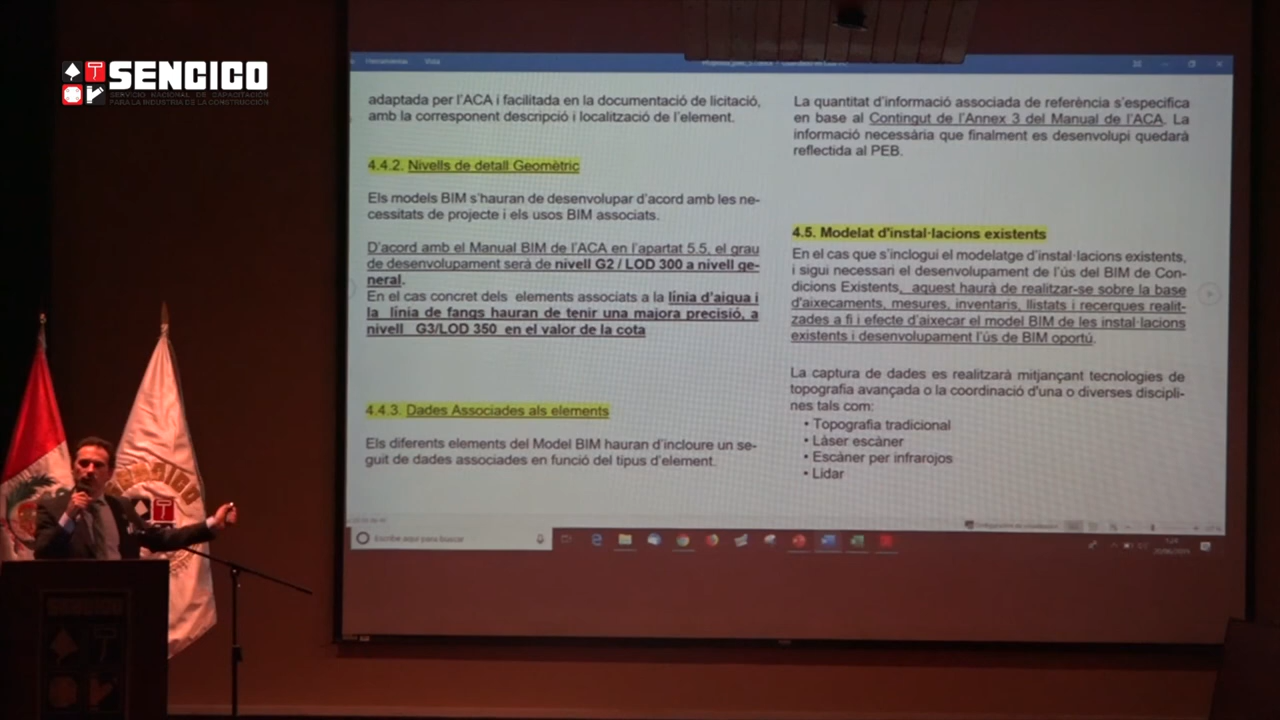 SENCICO
SERVICIO NACIONAL DE CAPACITACIÓN
PARA LA INDUSTRIA DE LA CONSTRUCCIÓN
Herramientas Vista
adaptada per l'ACA i facilitada en la documentació de licitació,
amb la corresponent descripció i localització de l'element.
4.4.2. Nivells de detall Geomètric
Els models BIM s'hauran de desenvolupar d'acord amb les ne-
cessitats de projecte i els usos BIM associats.
D'acord amb el Manual BIM de l'ACA en l'apartat 5.5, el grau
de desenvolupament serà de nivell G2 / LOD 300 a nivell ge-
neral.
En el cas concret dels elements associats a la línia d'aigua i
la línia de fangs hauran de tenir una majora precisió, a
nivell G3/LOD 350 en el valor de la cota
4.4.3. Dades Associades als elements
Els diferents elements del Model BIM hauran d'incloure un se-
guit de dades associades en funció del tipus d'element.
La quantitat d'informació associada de referència s'especifica
en base al Contingut de l'Annex 3 del Manual de l'ACA. La
informació necessària que finalment es desenvolupi quedarà
reflectida al PEB.
4.5. Modelat d'instal·lacions existents
En el cas que s'inclogui el modelatge d'instal·lacions existents,
i sigui necessari el desenvolupament de l'ús del BIM de Con-
dicions Existents, aquest haurà de realitzar-se sobre la base
d'aixecaments, mesures, inventaris, llistats i recerques realit-
zades a fi i efecte d'aixecar el model BIM de les instal·lacions
existents i desenvolupament l'ús de BIM oportú.
La captura de dades es realitzarà mitjançant tecnologies de
topografia avançada o la coordinació d'una o diverses discipli-
nes tals com:
• Topografia tradicional
• Làser escàner
• Escàner per infrarojos
• Lidar
Escribe aquí para buscar
SENCICO
SENCICO